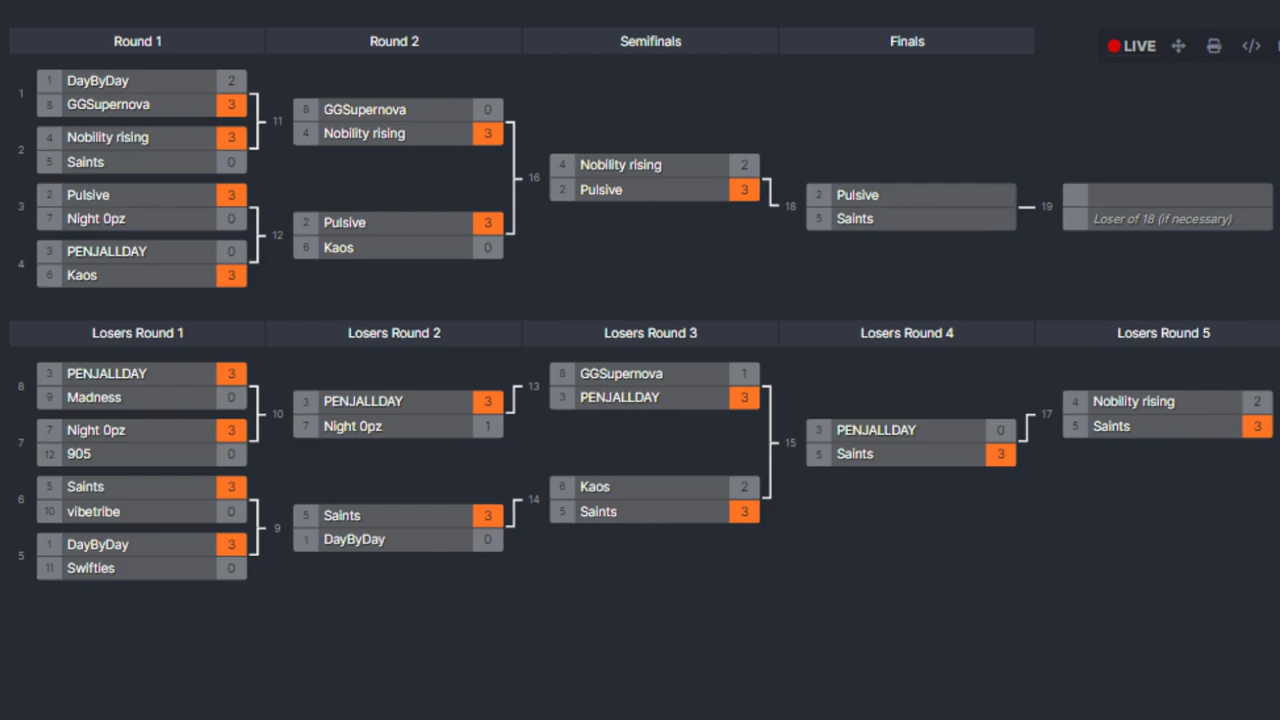 Round 1
Round 2
Semifinals
Finals
LIVE
1
1 DayByDay 2
8 GGSupernova 3
2
4 Nobility rising 3
5 Saints 0
3
2 Pulsive 3
7 Night 0pz 0
4
3 PENJALLDAY 0
6 Kaos 3
11
8 GGSupernova 0
4 Nobility rising 3
12
2 Pulsive 3
6 Kaos 0
16
4 Nobility rising 2
2 Pulsive 3
18
2 Pulsive
5 Saints
19
Loser of 18 (if necessary)
Losers Round 1
Losers Round 2
Losers Round 3
Losers Round 4
Losers Round 5
8
3 PENJALLDAY 3
9 Madness 0
7
7 Night 0pz 3
12 905 0
6
5 Saints 3
10 vibetribe 0
5
1 DayByDay 3
11 Swifties 0
10
3 PENJALLDAY 3
7 Night 0pz 1
9
5 Saints 3
1 DayByDay 0
13
8 GGSupernova 1
3 PENJALLDAY 3
14
6 Kaos 2
5 Saints 3
15
3 PENJALLDAY 0
5 Saints 3
17
4 Nobility rising 2
5 Saints 3